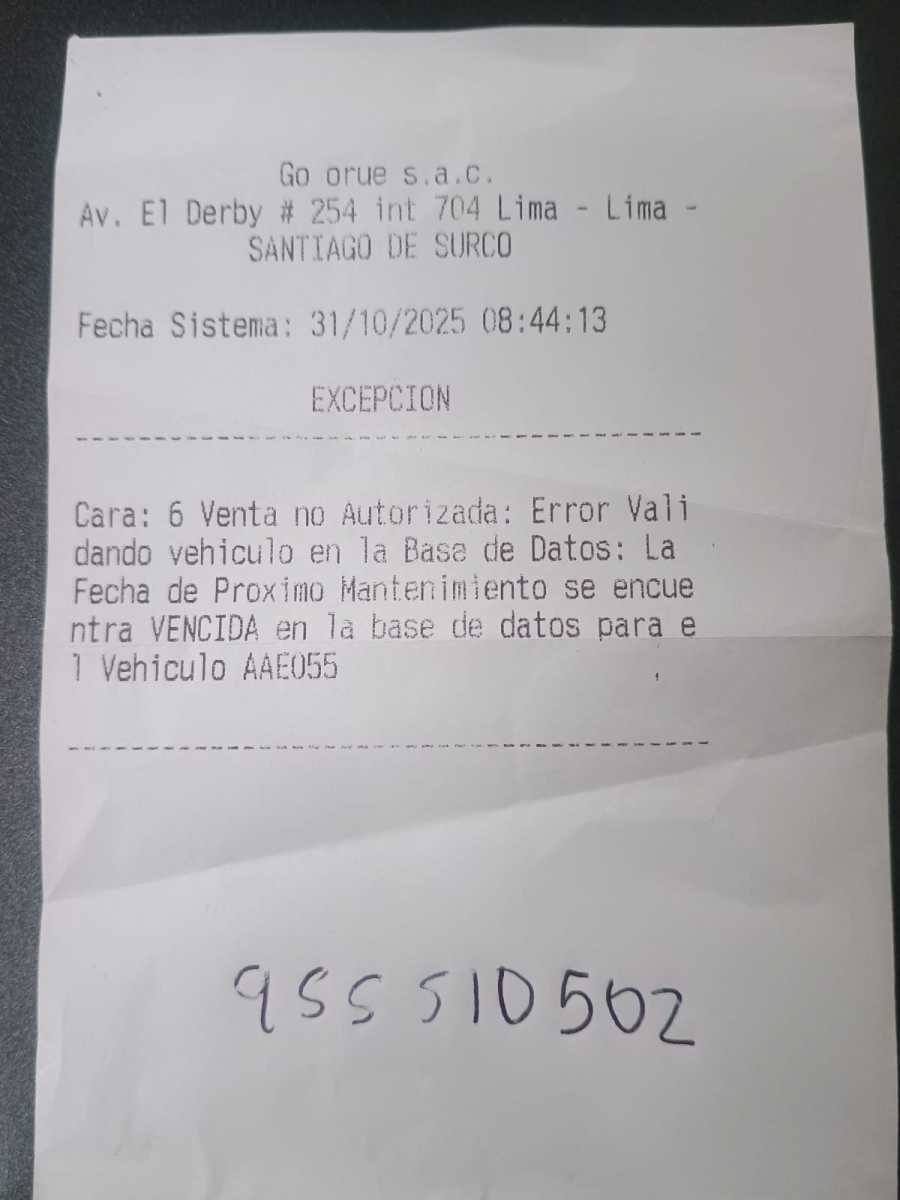 Go orue s.a.c.
Av. El Derby # 254 int 704 Lima - Lima -
SANTIAGO DE SURCO
Fecha Sistema: 31/10/2025 08:44:13
EXCEPCION
----------------------------------------
Cara: 6 Venta no Autorizada: Error Vali
dando vehiculo en la Base de Datos: La
Fecha de Proximo Mantenimiento se encue
ntra VENCIDA en la base de datos para e
l Vehiculo AAE055
----------------------------------------
955510502